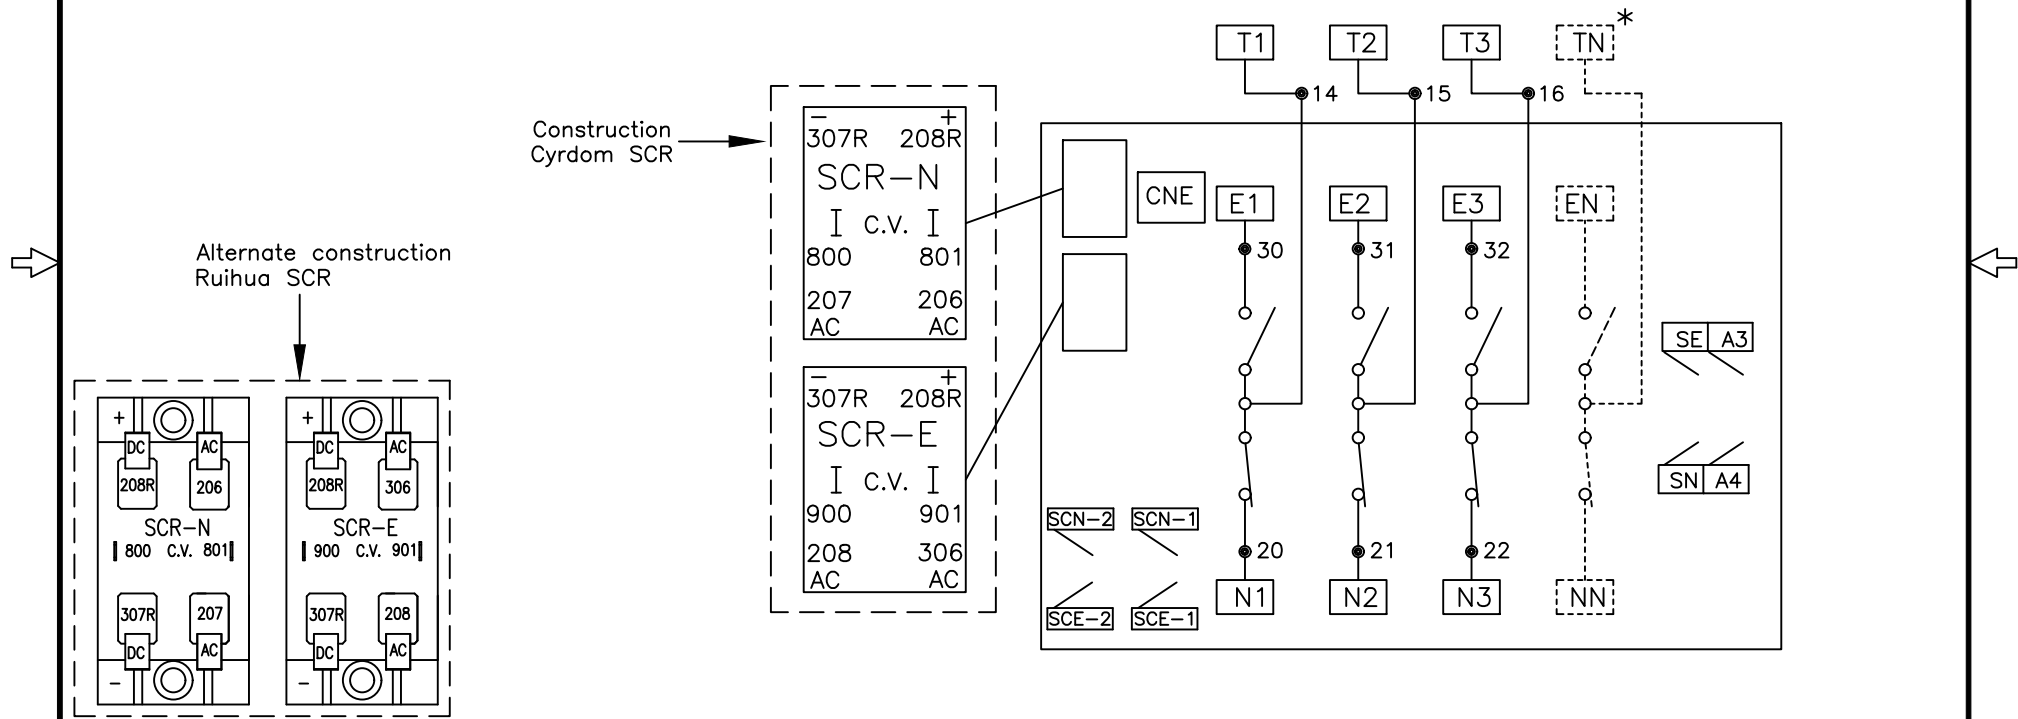 T1 T2 T3 TN *
14 15 16
Construction
Cyrdom SCR
- +
307R 208R
SCR-N
I C.V. I
800 801
207 206
AC AC
- +
307R 208R
SCR-E
I C.V. I
900 901
208 306
AC AC
CNE
E1 E2 E3 EN
30 31 32
SE A3
SN A4
SCN-2 SCN-1
20 21 22
SCE-2 SCE-1
N1 N2 N3 NN
Alternate construction
Ruihua SCR
+
DC AC
208R 206
SCR-N
800 C.V. 801
307R 207
DC AC
-
+
DC AC
208R 306
SCR-E
900 C.V. 901
307R 208
DC AC
-